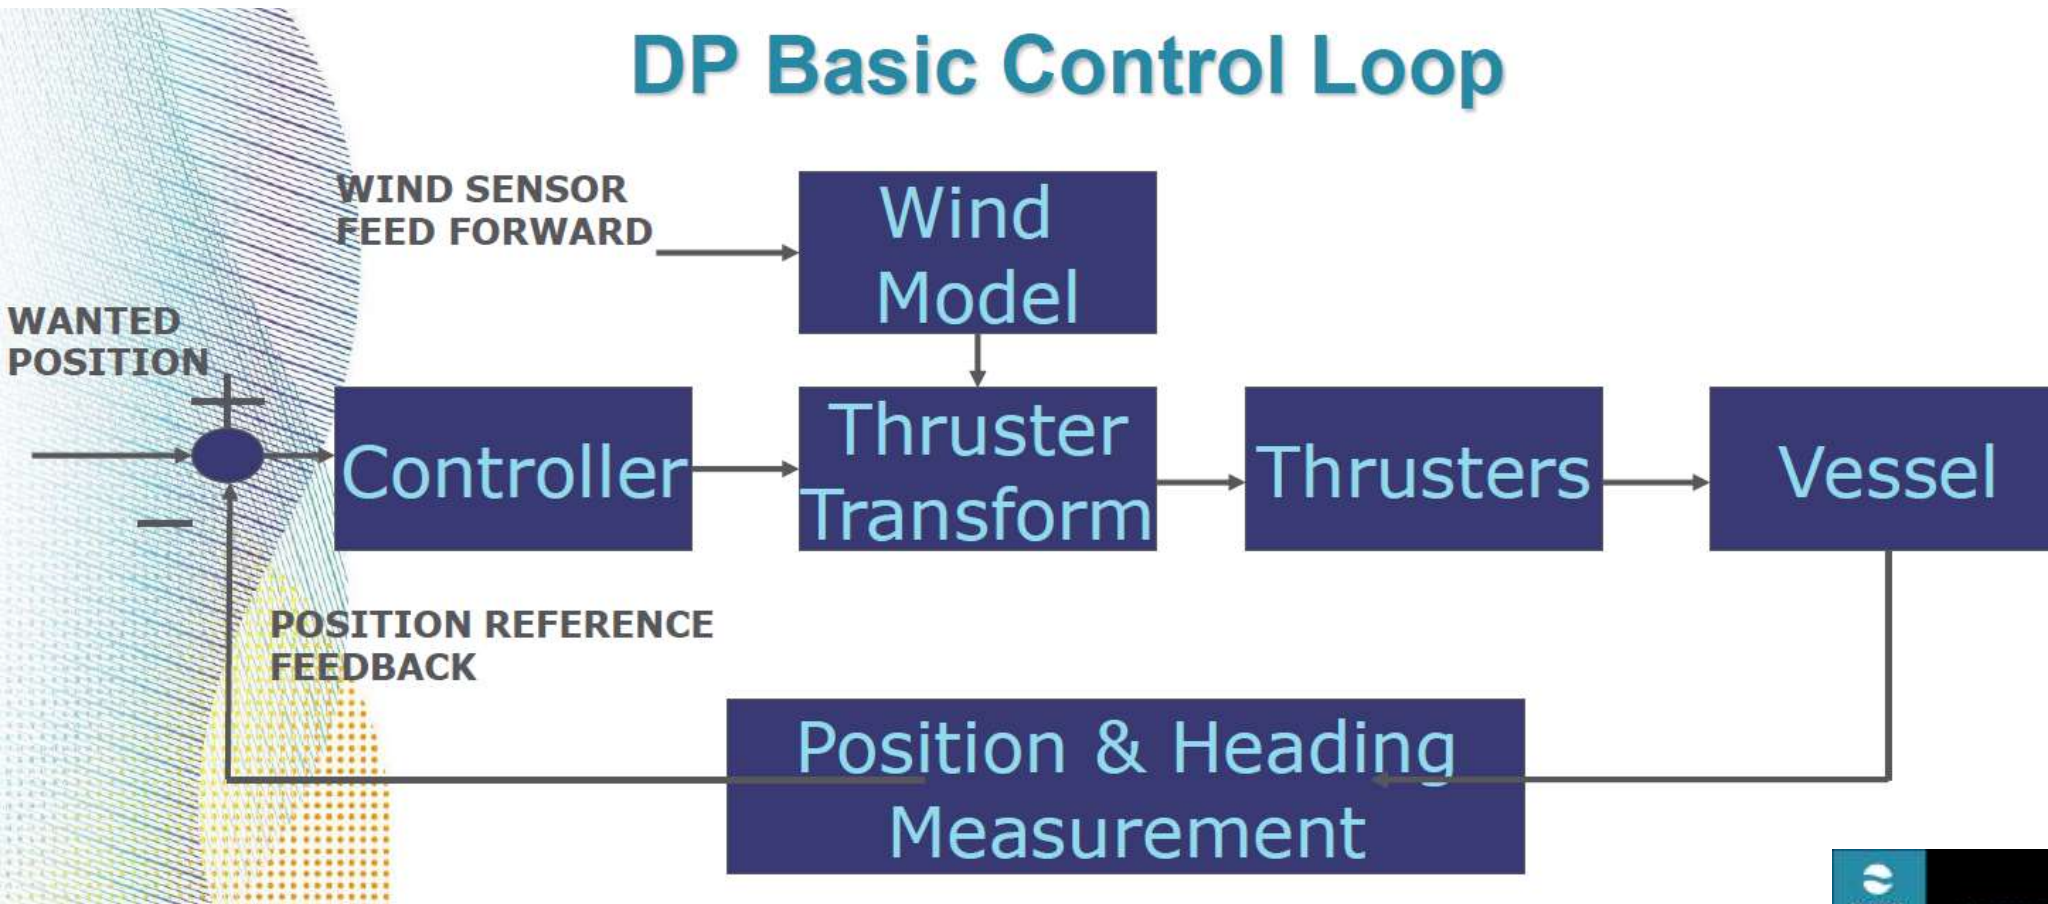 DP Basic Control Loop
WIND SENSOR
FEED FORWARD
Wind
Model
WANTED
POSITION
+
−
Controller
Thruster
Transform
Thrusters
Vessel
POSITION REFERENCE
FEEDBACK
Position & Heading
Measurement